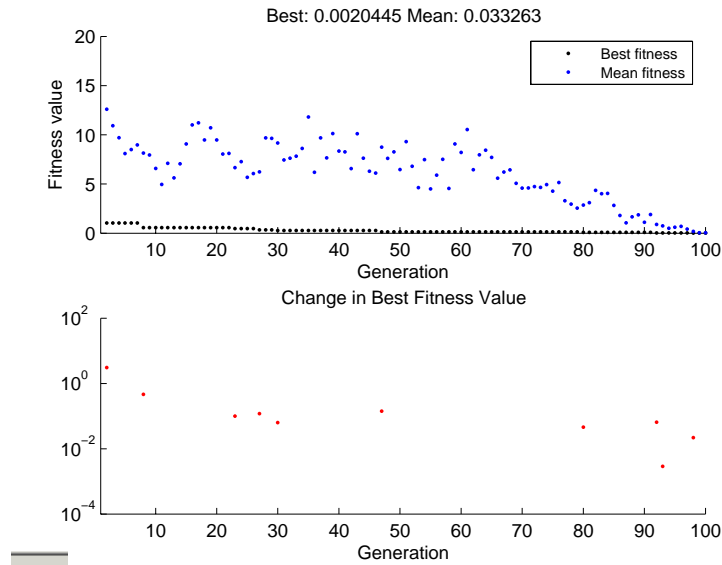 Best: 0.0020445 Mean: 0.033263
20
15
10
5
0
Fitness value
Best fitness
Mean fitness
10 20 30 40 50 60 70 80 90 100
Generation
Change in Best Fitness Value
10^2
10^0
10^-2
10^-4
10 20 30 40 50 60 70 80 90 100
Generation